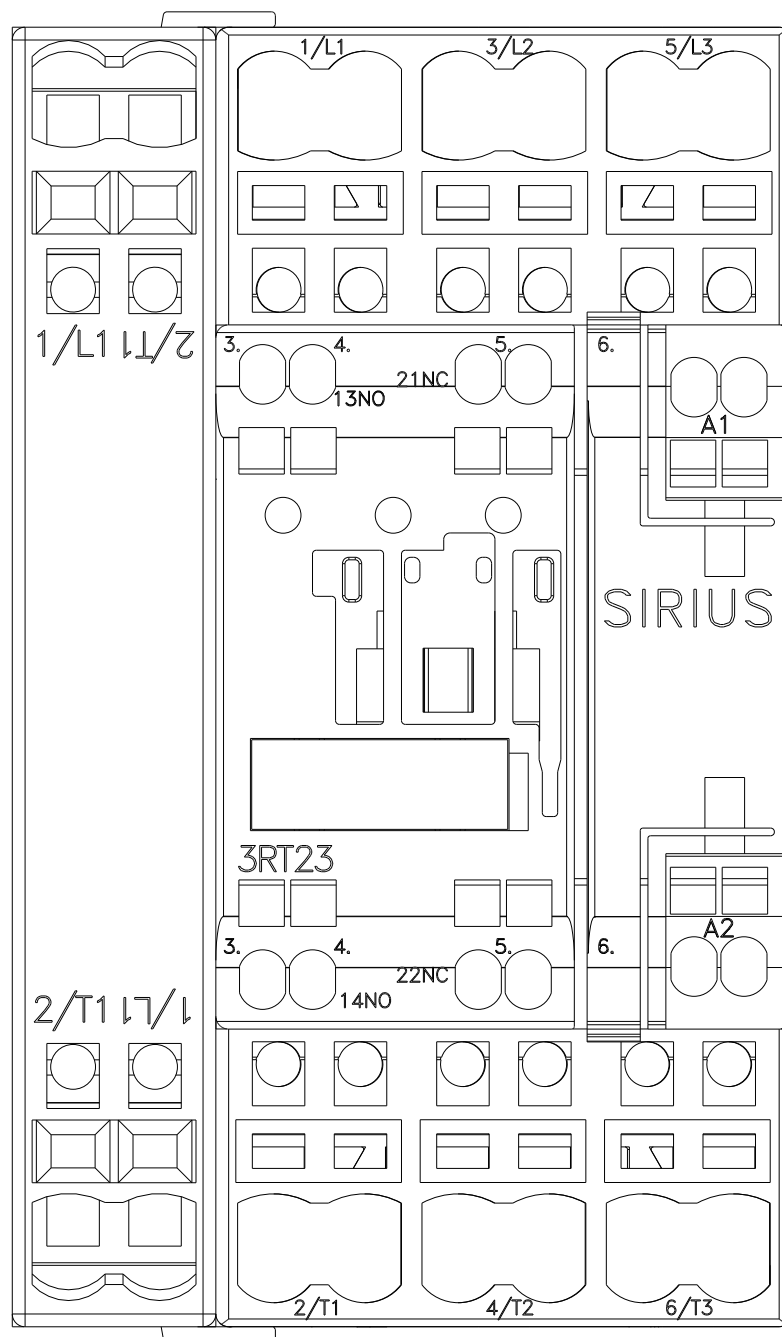 1/L1 3/L2 5/L3
1/L1 2/T1
3. 4. 5. 6.
13NO 21NC
A1
SIRIUS
3RT23
3. 4. 5. 6.
A2
14NO 22NC
2/T1 1/L1
2/T1 4/T2 6/T3